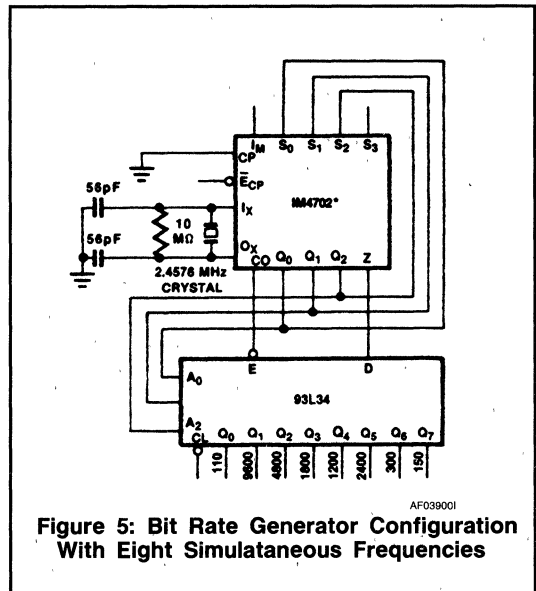 I_M S_0 S_1 S_2 S_3
CP
E̅_CP
IM4702*
56pF
I_X
10
MΩ
56pF
O_X
CO Q_0 Q_1 Q_2 Z
2.4576 MHz
CRYSTAL
E D
A_0
93L34
A_2
CL Q_0 Q_1 Q_2 Q_3 Q_4 Q_5 Q_6 Q_7
110 9600 4800 1800 1200 2400 300 150
AF03900I
Figure 5: Bit Rate Generator Configuration
With Eight Simulataneous Frequencies